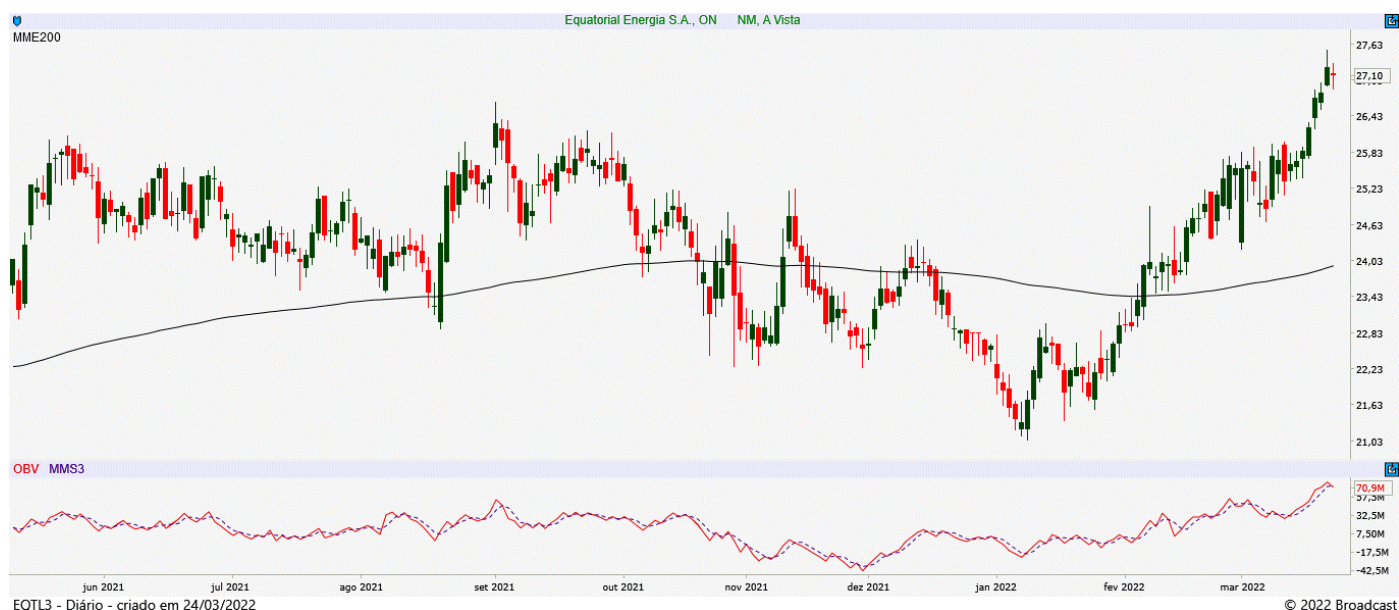 Equatorial Energia S.A., ON NM, A Vista
MME200
27,63
27,10
26,43
25,83
25,23
24,63
24,03
23,43
22,83
22,23
21,63
21,03
OBV MMS3
70,9M
57,5M
32,5M
7,50M
-17,5M
-42,5M
jun 2021 jul 2021 ago 2021 set 2021 out 2021 nov 2021 dez 2021 jan 2022 fev 2022 mar 2022
EQTL3 - Diário - criado em 24/03/2022 © 2022 Broadcast